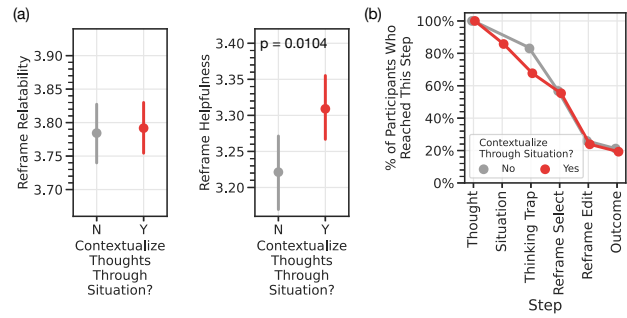 (a)
Reframe Relatability
3.90
3.85
3.80
3.75
3.70
N
Y
Contextualize
Thoughts
Through
Situation?
Reframe Helpfulness
3.40
3.35
3.30
3.25
3.20
p = 0.0104
N
Y
Contextualize
Thoughts
Through
Situation?
(b)
% of Participants Who
Reached This Step
100%
80%
60%
40%
20%
0%
Contextualize
Through Situation?
No
Yes
Thought
Situation
Thinking Trap
Reframe Select
Reframe Edit
Outcome
Step